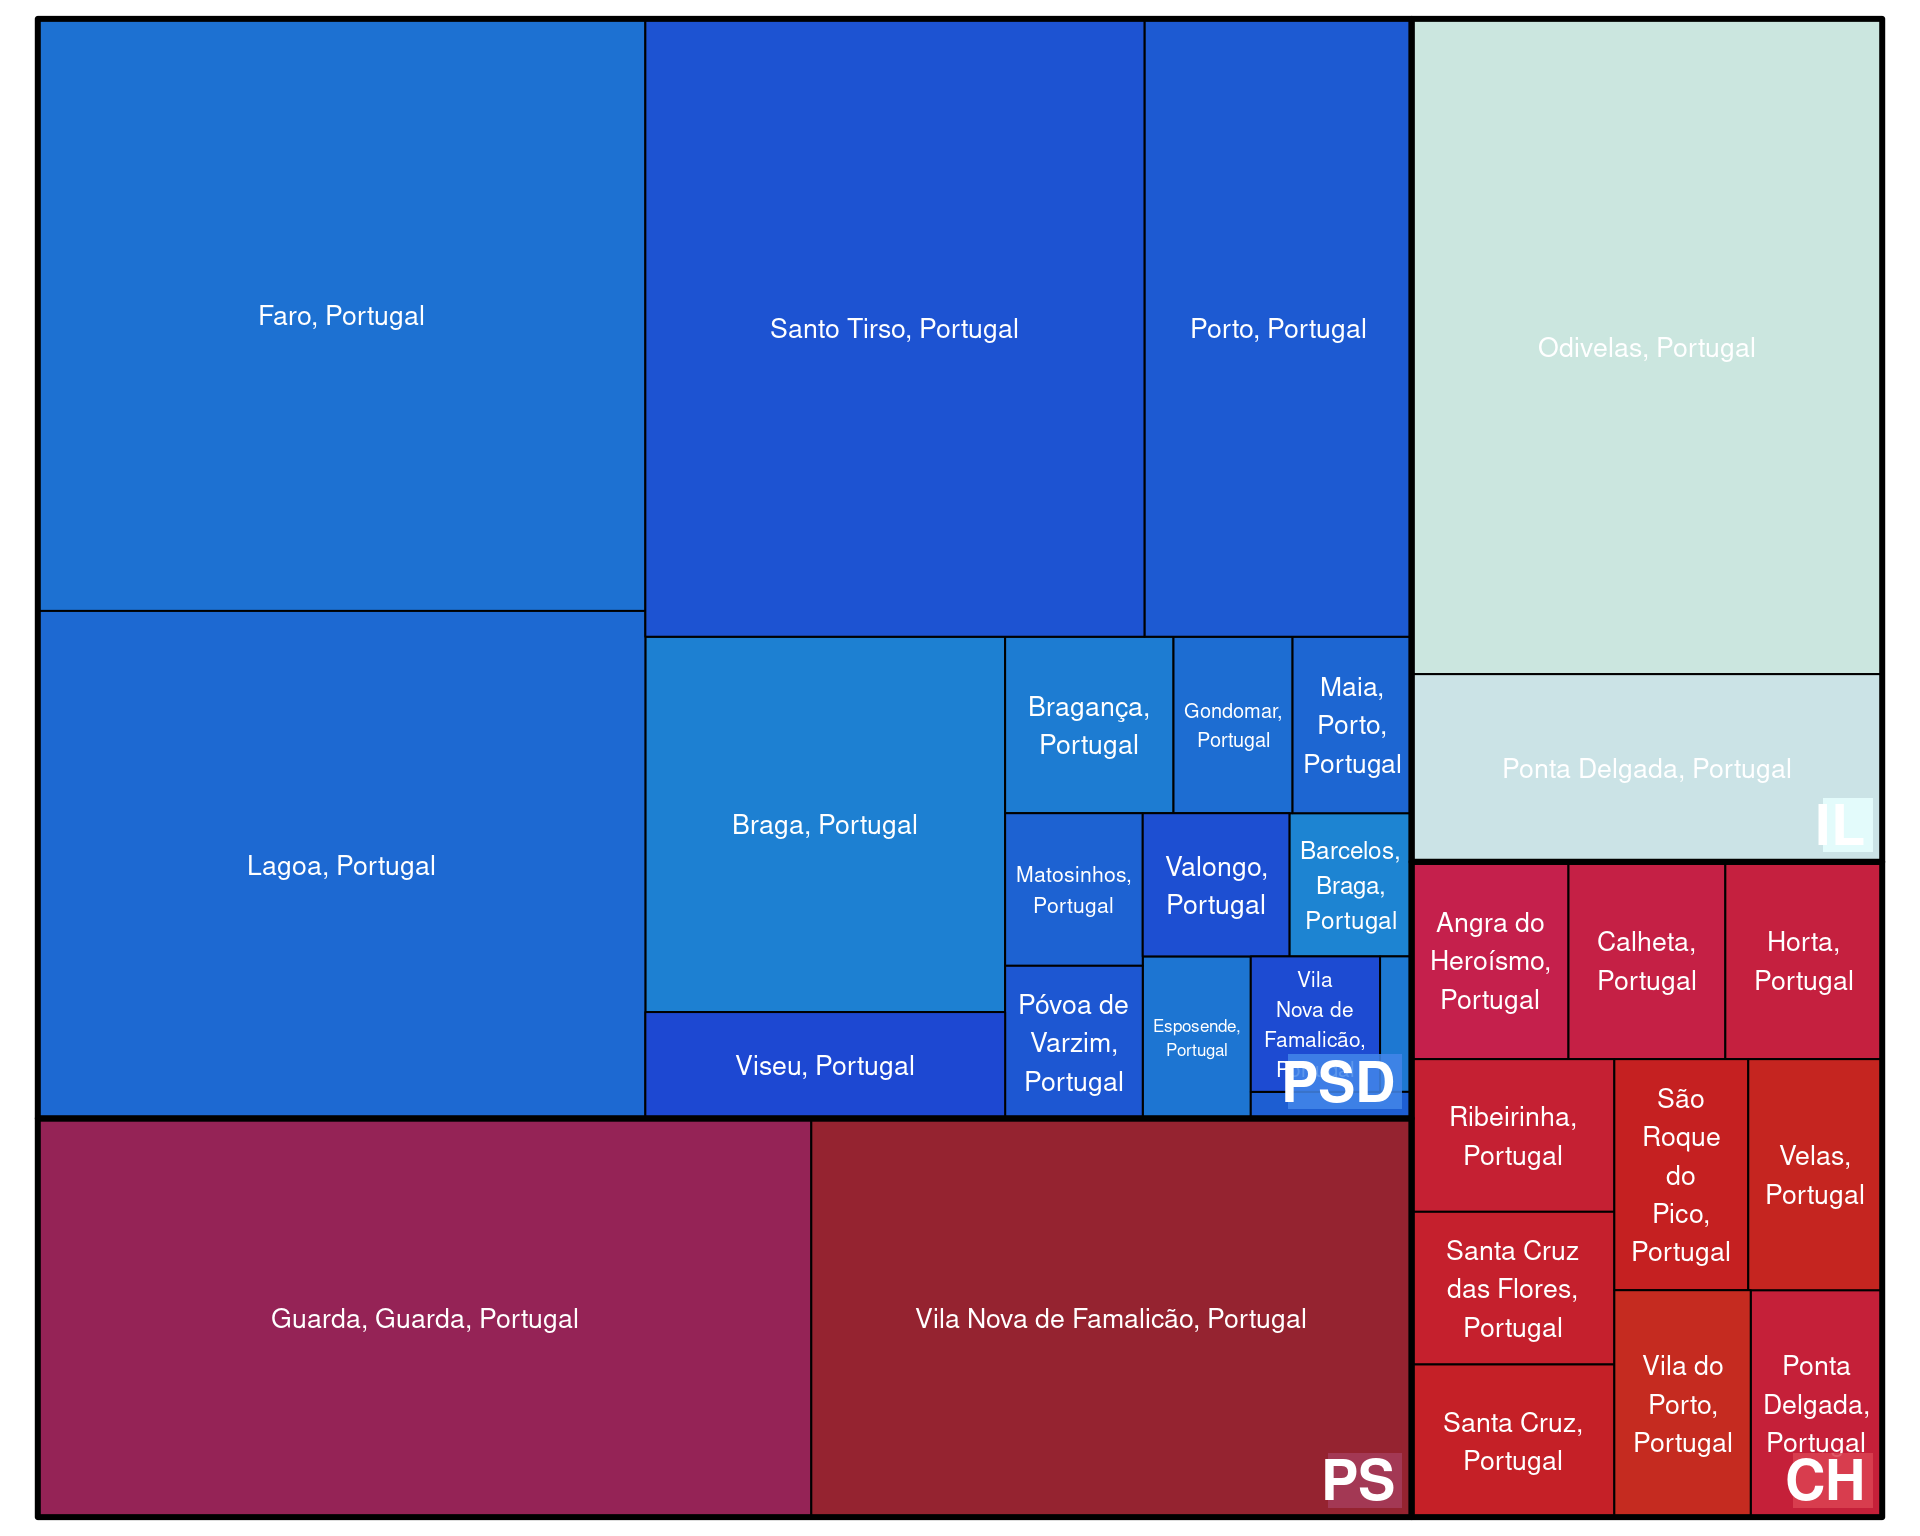 Faro, Portugal
Santo Tirso, Portugal
Porto, Portugal
Odivelas, Portugal
Lagoa, Portugal
Braga, Portugal
Bragança,
Portugal
Gondomar,
Portugal
Maia,
Porto,
Portugal
Ponta Delgada, Portugal
IL
Matosinhos,
Portugal
Valongo,
Portugal
Barcelos,
Braga,
Portugal
Viseu, Portugal
Póvoa de
Varzim,
Portugal
Esposende,
Portugal
Vila
Nova de
Famalicão,
PSD
Angra do
Heroísmo,
Portugal
Calheta,
Portugal
Horta,
Portugal
Ribeirinha,
Portugal
São
Roque
do
Pico,
Portugal
Velas,
Portugal
Santa Cruz
das Flores,
Portugal
Guarda, Guarda, Portugal
Vila Nova de Famalicão, Portugal
PS
Santa Cruz,
Portugal
Vila do
Porto,
Portugal
Ponta
Delgada,
Portugal
CH